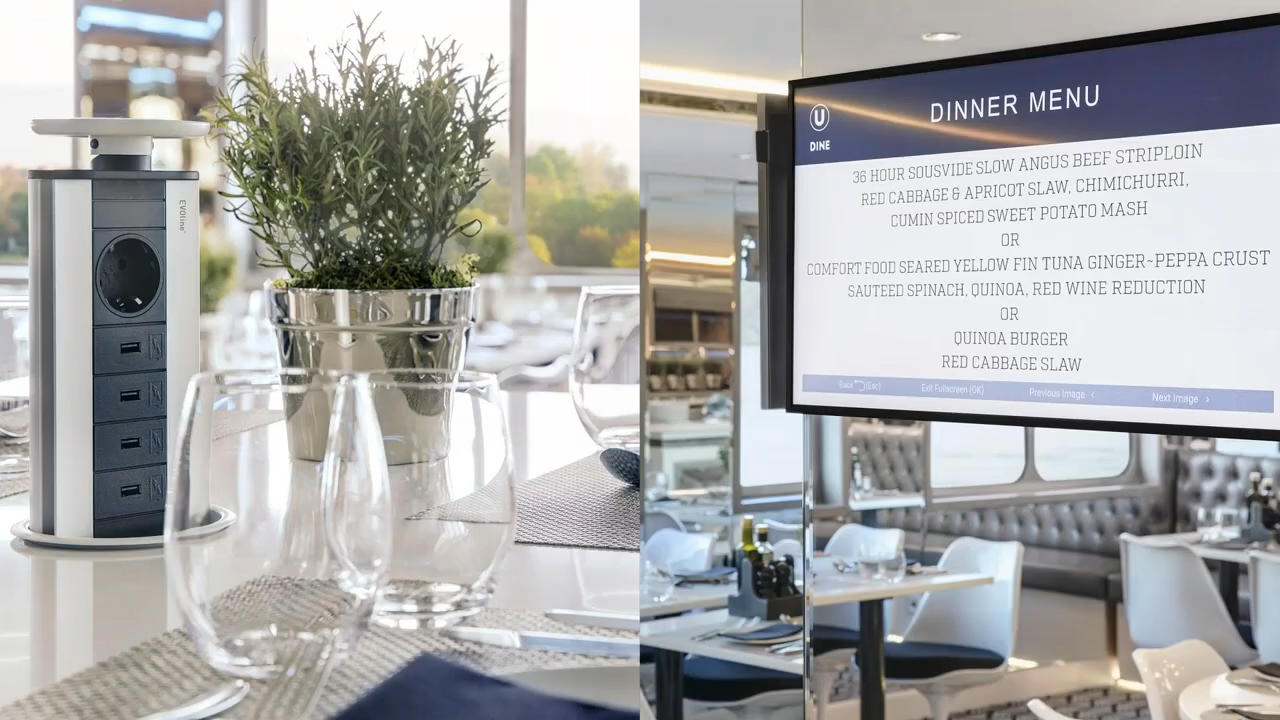 EVOline
U
DINE
DINNER MENU
36 HOUR SOUSVIDE SLOW ANGUS BEEF STRIPLOIN
RED CABBAGE & APRICOT SLAW, CHIMICHURRI,
CUMIN SPICED SWEET POTATO MASH
OR
COMFORT FOOD SEARED YELLOW FIN TUNA GINGER~PEPPA CRUST
SAUTEED SPINACH, QUINOA, RED WINE REDUCTION
OR
QUINOA BURGER
RED CABBAGE SLAW
Back (Esc) Exit Fullscreen (OK) Previous Image < Next Image >